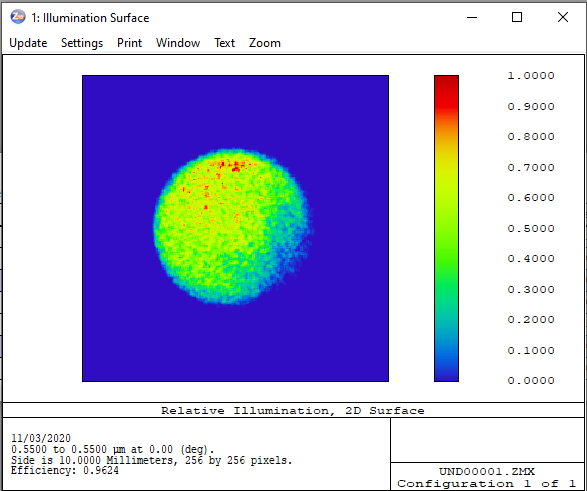 1: Illumination Surface
Update Settings Print Window Text Zoom
1.0000
0.9000
0.8000
0.7000
0.6000
0.5000
0.4000
0.3000
0.2000
0.1000
0.0000
Relative Illumination, 2D Surface
11/03/2020
0.5500 to 0.5500 µm at 0.00 (deg).
Side is 10.0000 Millimeters, 256 by 256 pixels.
Efficiency: 0.9624
UND00001.ZMX
Configuration 1 of 1